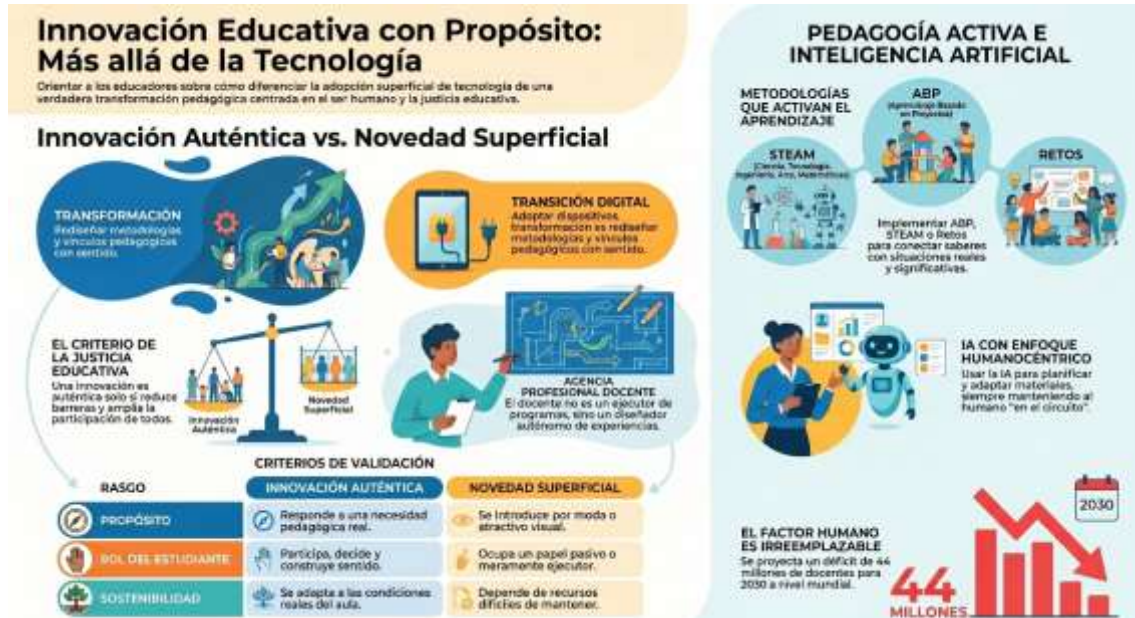 Innovación Educativa con Propósito:
Más allá de la Tecnología
Orientar a los educadores sobre cómo diferenciar la adopción superficial de tecnología de una
verdadera transformación pedagógica centrada en el ser humano y la justicia educativa.
Innovación Auténtica vs. Novedad Superficial
TRANSFORMACIÓN
Rediseñar metodologías
y vínculos pedagógicos
con sentido.
TRANSICIÓN DIGITAL
Adoptar dispositivos,
transformación es rediseñar
metodologías y vínculos
pedagógicos con sentido.
EL CRITERIO DE
LA JUSTICIA
EDUCATIVA
Una innovación es
auténtica solo si reduce
barreras y amplía la
participación de todos.
Innovación
Auténtica
Novedad
Superficial
AGENCIA
PROFESIONAL DOCENTE
El docente no es un ejecutor de
programas, sino un diseñador
autónomo de experiencias.
CRITERIOS DE VALIDACIÓN
RASGO
INNOVACIÓN AUTÉNTICA
NOVEDAD SUPERFICIAL
PROPÓSITO
Responde a una necesidad
pedagógica real.
Se introduce por moda o
atractivo visual.
ROL DEL ESTUDIANTE
Participa, decide y
construye sentido.
Ocupa un papel pasivo o
meramente ejecutor.
SOSTENIBILIDAD
Se adapta a las condiciones
reales del aula.
Depende de recursos
difíciles de mantener.
PEDAGOGÍA ACTIVA E
INTELIGENCIA ARTIFICIAL
METODOLOGÍAS
QUE ACTIVAN EL
APRENDIZAJE
ABP
(Aprendizaje Basado
en Proyectos)
STEAM
(Ciencia, Tecnología,
Ingeniería, Arte, Matemáticas)
RETOS
Implementar ABP,
STEAM o Retos
para conectar saberes
con situaciones reales
y significativas.
IA CON ENFOQUE
HUMANOCÉNTRICO
Usar la IA para planificar
y adaptar materiales,
siempre manteniendo al
humano "en el circuito".
EL FACTOR HUMANO
ES IRREEMPLAZABLE
Se proyecta un déficit de 44
millones de docentes para
2030 a nivel mundial.
44
MILLONES
2030